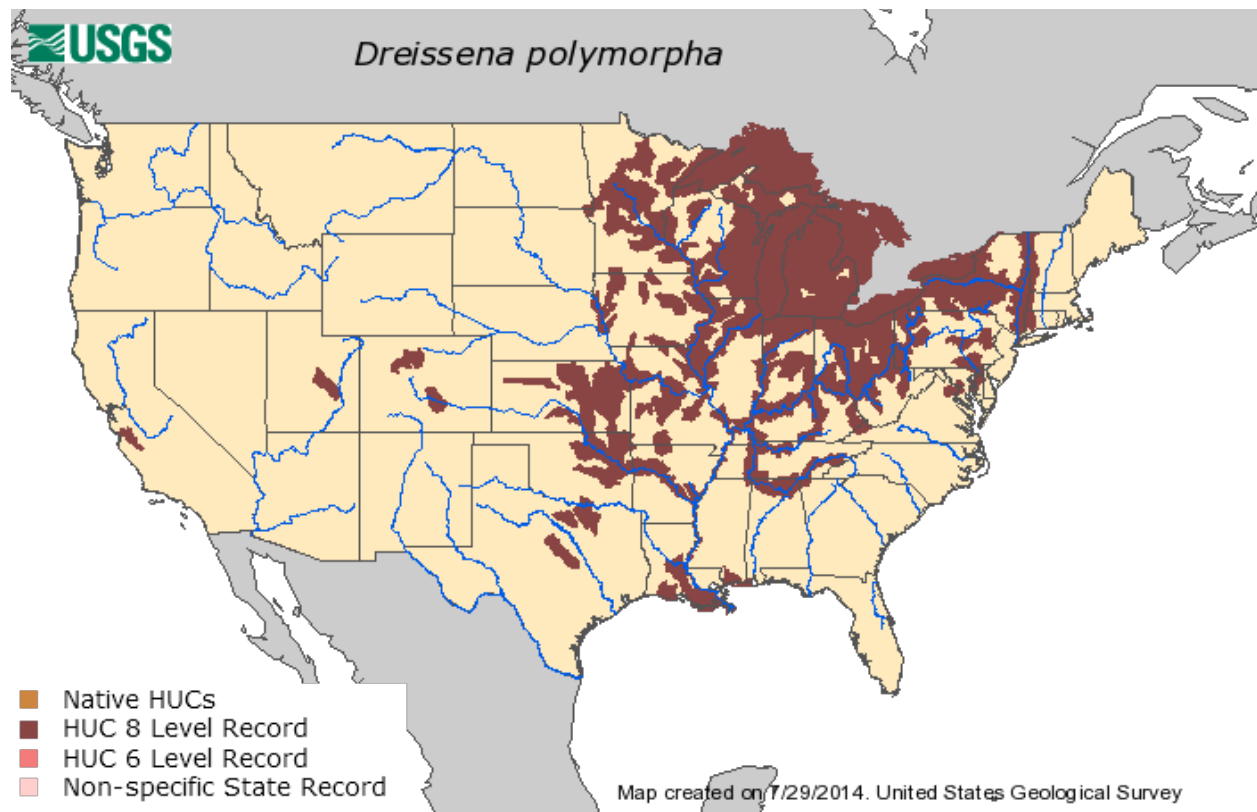 USGS
Dreissena polymorpha
Native HUCs
HUC 8 Level Record
HUC 6 Level Record
Non-specific State Record
Map created on 7/29/2014. United States Geological Survey